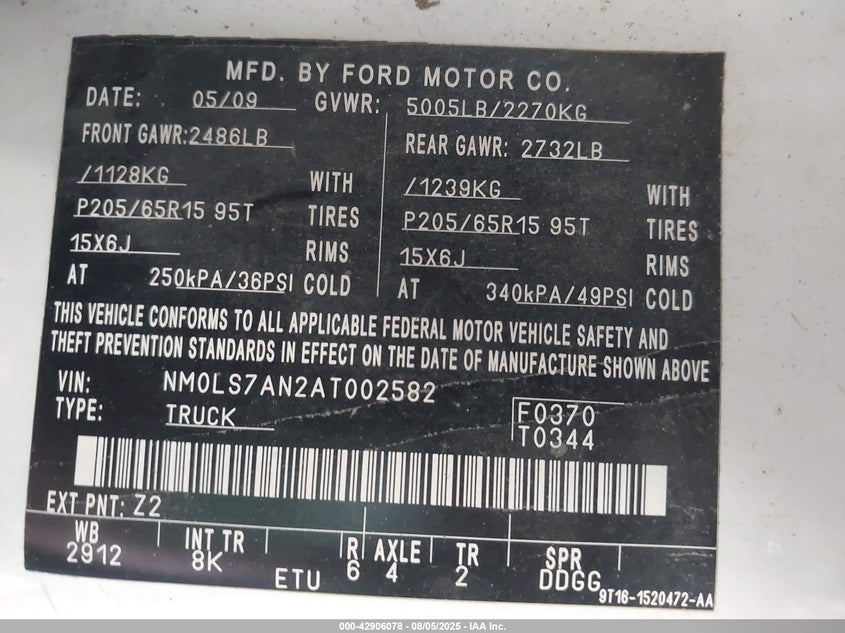 MFD. BY FORD MOTOR CO.
DATE: 05/09 GVWR: 5005LB/2270KG
FRONT GAWR: 2486LB REAR GAWR: 2732LB
/1128KG WITH /1239KG WITH
P205/65R15 95T TIRES P205/65R15 95T TIRES
15X6J RIMS 15X6J RIMS
AT 250kPA/36PSI COLD AT 340kPA/49PSI COLD
THIS VEHICLE CONFORMS TO ALL APPLICABLE FEDERAL MOTOR VEHICLE SAFETY AND
THEFT PREVENTION STANDARDS IN EFFECT ON THE DATE OF MANUFACTURE SHOWN ABOVE
VIN: NM0LS7AN2AT002582
TYPE: TRUCK F0370
T0344
EXT PNT: Z2
WB INT TR R AXLE TR SPR
2912 8K ETU 6 4 2 DDGG
9T16-1520472-AA
000-42906078 - 08/05/2025 - IAA Inc.